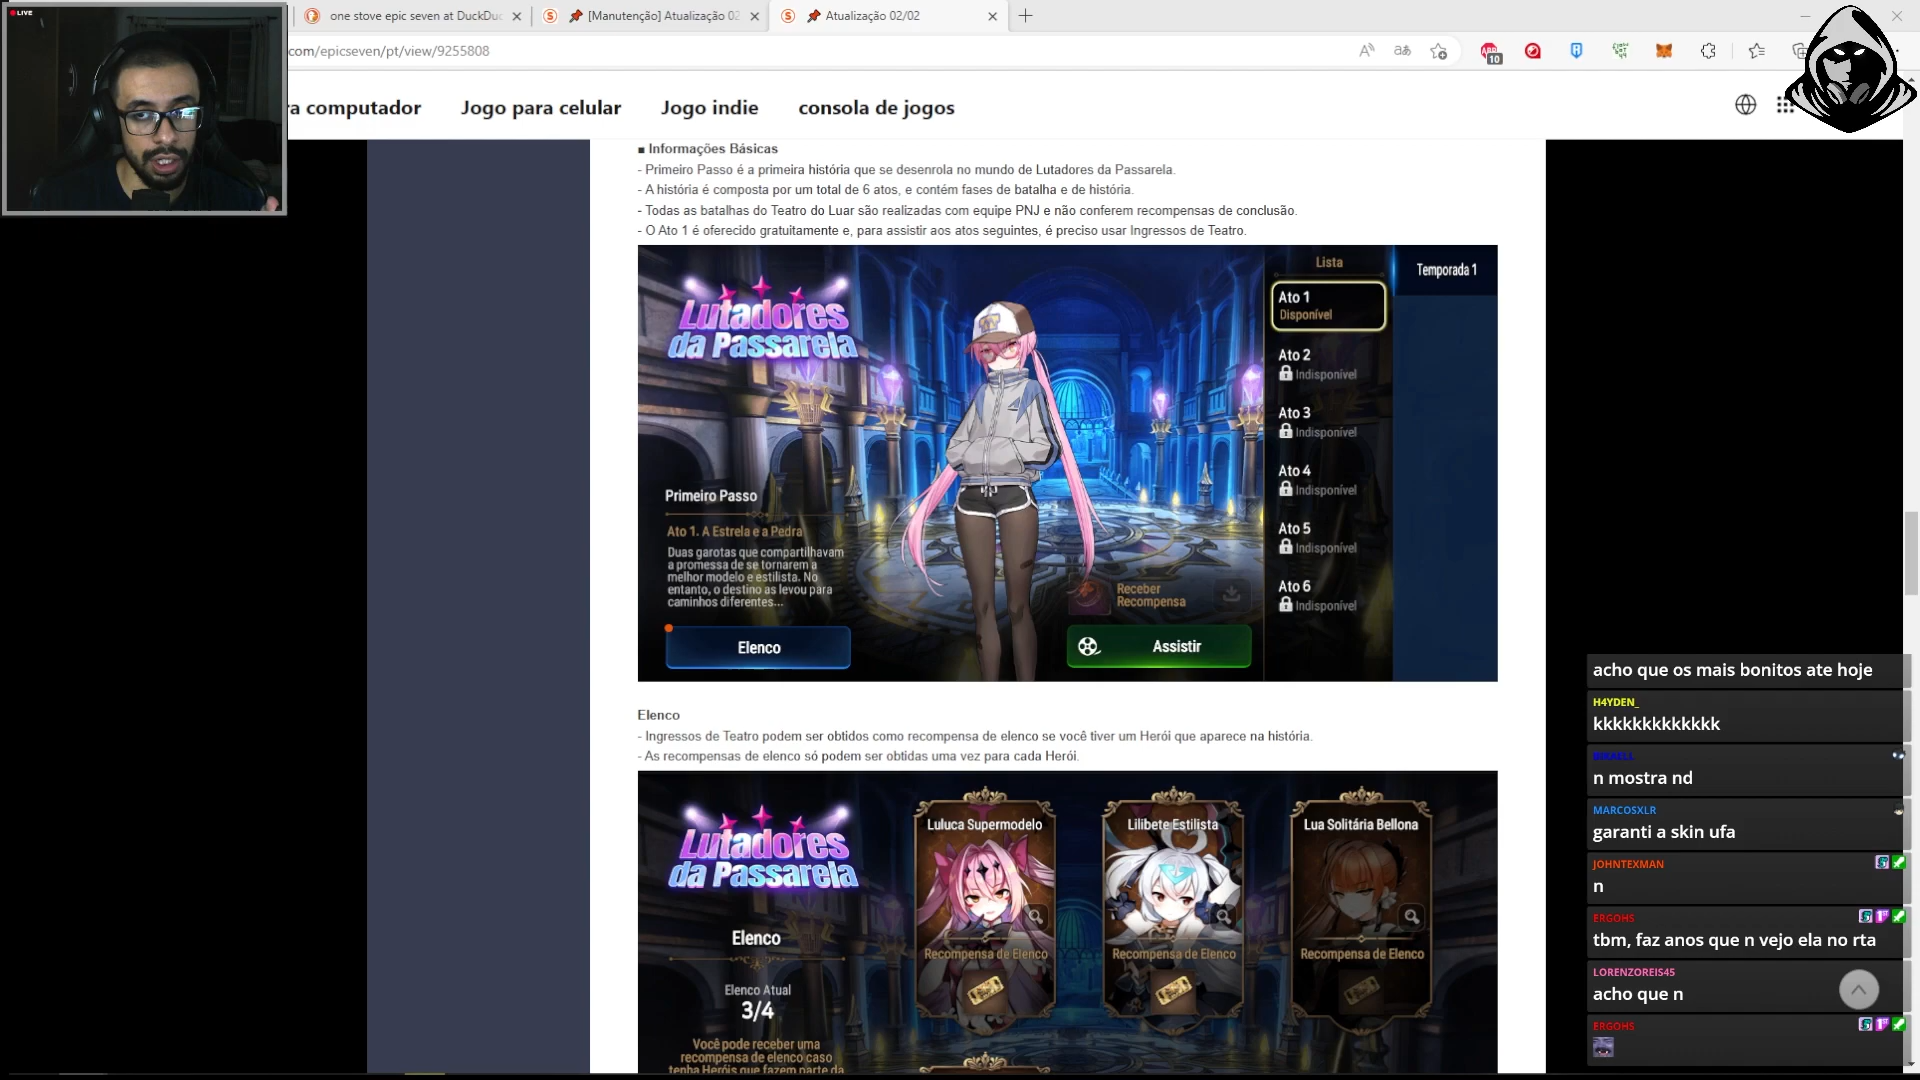 LIVE
one stove epic seven at DuckDuc
[Manutenção] Atualização 02
Atualização 02/02
com/epicseven/pt/view/9255808
10
ra computador
Jogo para celular
Jogo indie
consola de jogos
■ Informações Básicas
- Primeiro Passo é a primeira história que se desenrola no mundo de Lutadores da Passarela.
- A história é composta por um total de 6 atos, e contém fases de batalha e de história.
- Todas as batalhas do Teatro do Luar são realizadas com equipe PNJ e não conferem recompensas de conclusão.
- O Ato 1 é oferecido gratuitamente e, para assistir aos atos seguintes, é preciso usar Ingressos de Teatro.
Lutadores
da Passarela
Primeiro Passo
Ato 1. A Estrela e a Pedra
Duas garotas que compartilhavam
a promessa de se tornarem a
melhor modelo e estilista. No
entanto, o destino as levou para
caminhos diferentes...
Elenco
Receber
Recompensa
Assistir
Lista
Temporada 1
Ato 1
Disponível
Ato 2
Indisponível
Ato 3
Indisponível
Ato 4
Indisponível
Ato 5
Indisponível
Ato 6
Indisponível
Elenco
- Ingressos de Teatro podem ser obtidos como recompensa de elenco se você tiver um Herói que aparece na história.
- As recompensas de elenco só podem ser obtidas uma vez para cada Herói.
Lutadores
da Passarela
Elenco
Elenco Atual
3/4
Você pode receber uma
recompensa de elenco caso
tenha Heróis que fazem parte da
Luluca Supermodelo
Recompensa de Elenco
Lilibete Estilista
Recompensa de Elenco
Lua Solitária Bellona
Recompensa de Elenco
acho que os mais bonitos ate hoje
H4YDEN_
kkkkkkkkkkkkk
n mostra nd
MARCOSXLR
garanti a skin ufa
JOHNTEXMAN
n
ERGOHS
tbm, faz anos que n vejo ela no rta
LORENZOREIS45
acho que n
ERGOHS